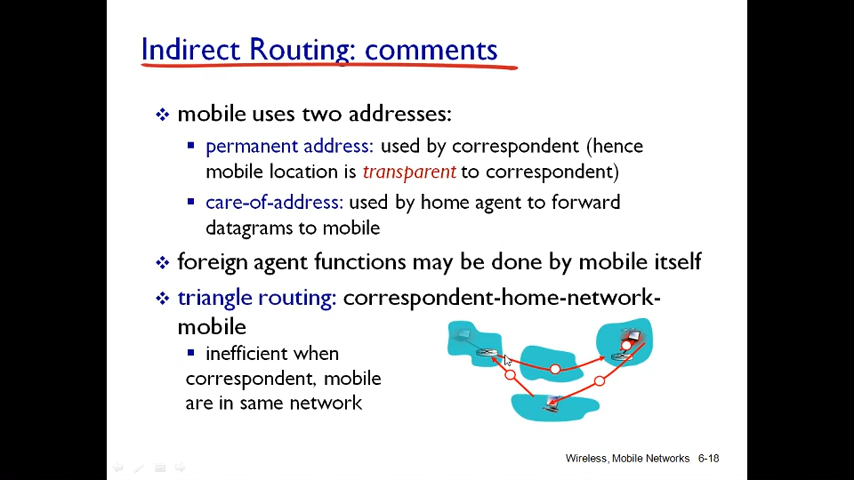 Indirect Routing: comments
mobile uses two addresses:
permanent address: used by correspondent (hence
mobile location is transparent to correspondent)
care-of-address: used by home agent to forward
datagrams to mobile
foreign agent functions may be done by mobile itself
triangle routing: correspondent-home-network-
mobile
inefficient when
correspondent, mobile
are in same network
Wireless, Mobile Networks 6-18